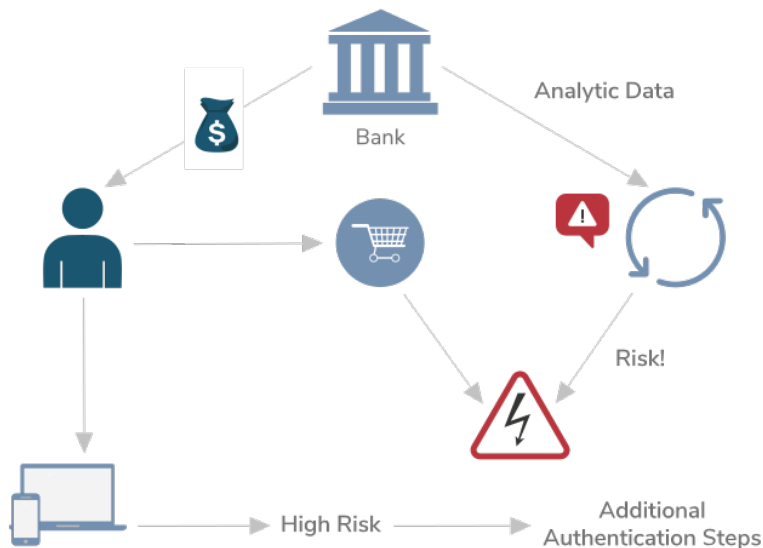 $
Analytic Data
Bank
!
Risk!
High Risk
Additional
Authentication Steps